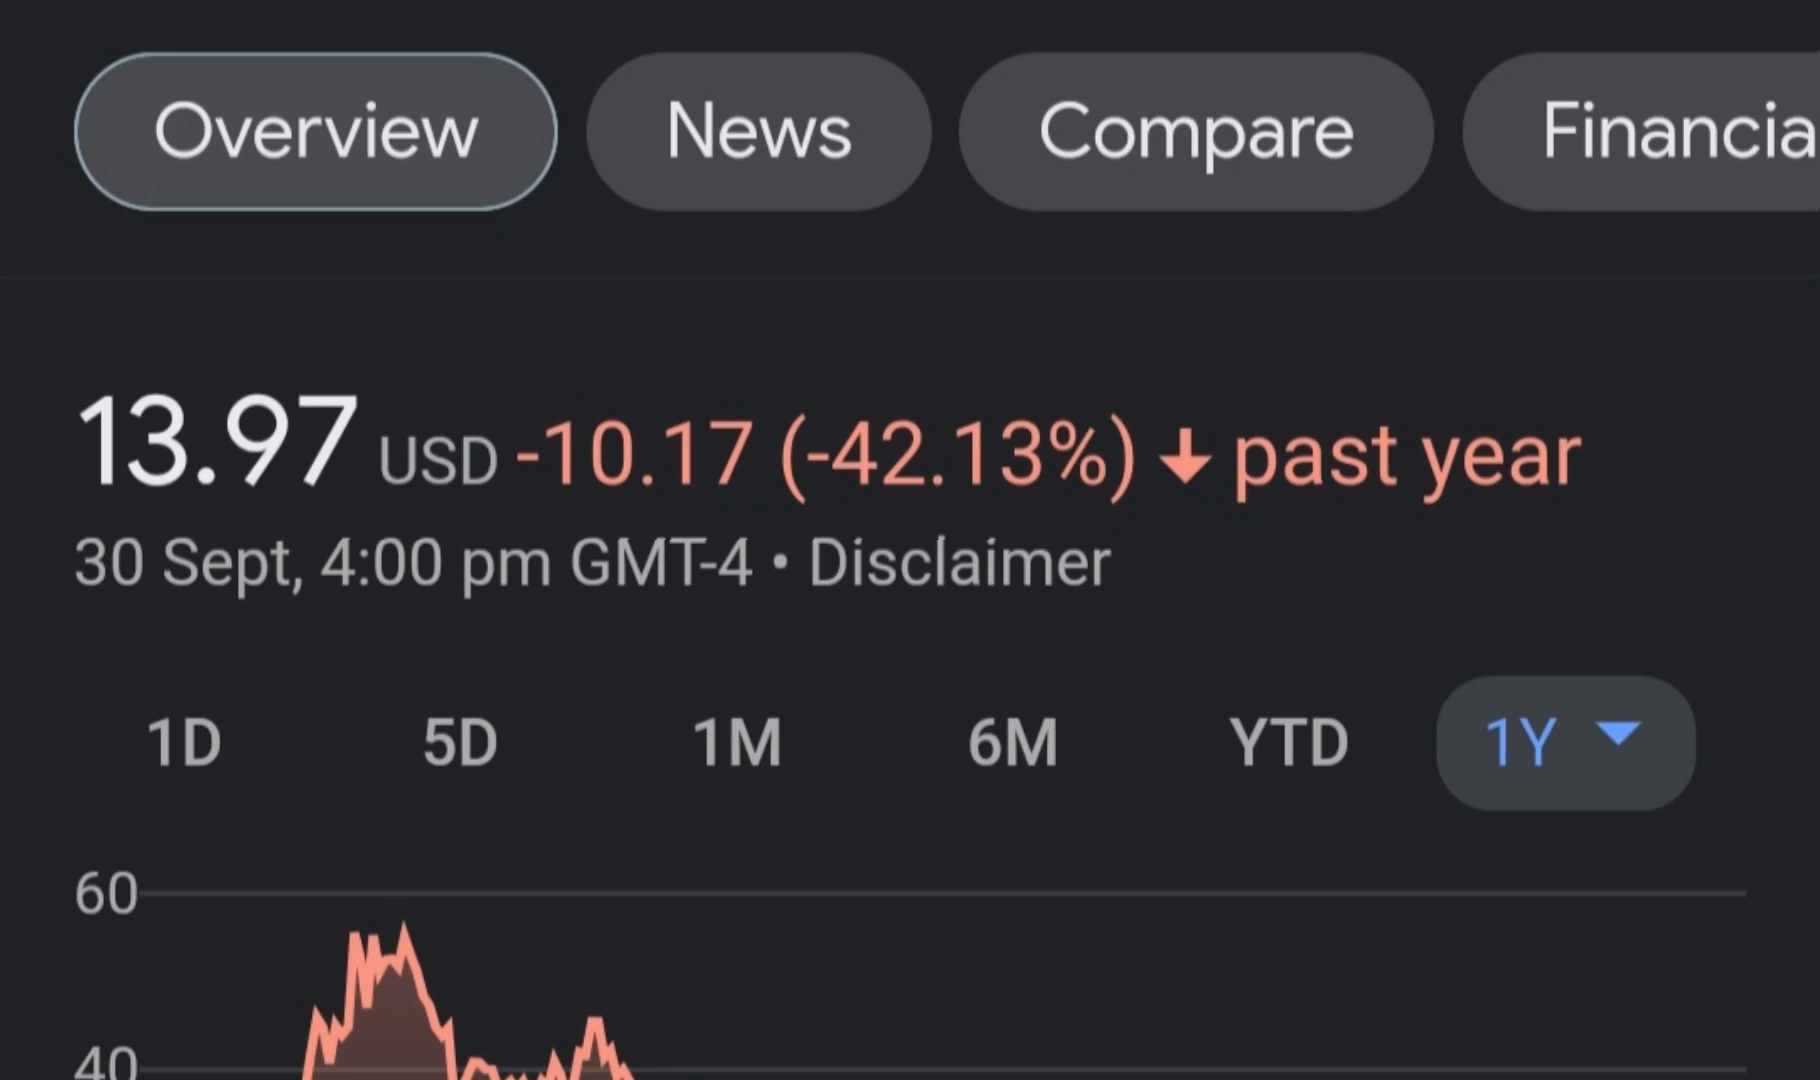 Overview News Compare Financia
13.97 USD -10.17 (-42.13%) ↓ past year
30 Sept, 4:00 pm GMT-4 • Disclaimer
1D 5D 1M 6M YTD 1Y
60
40